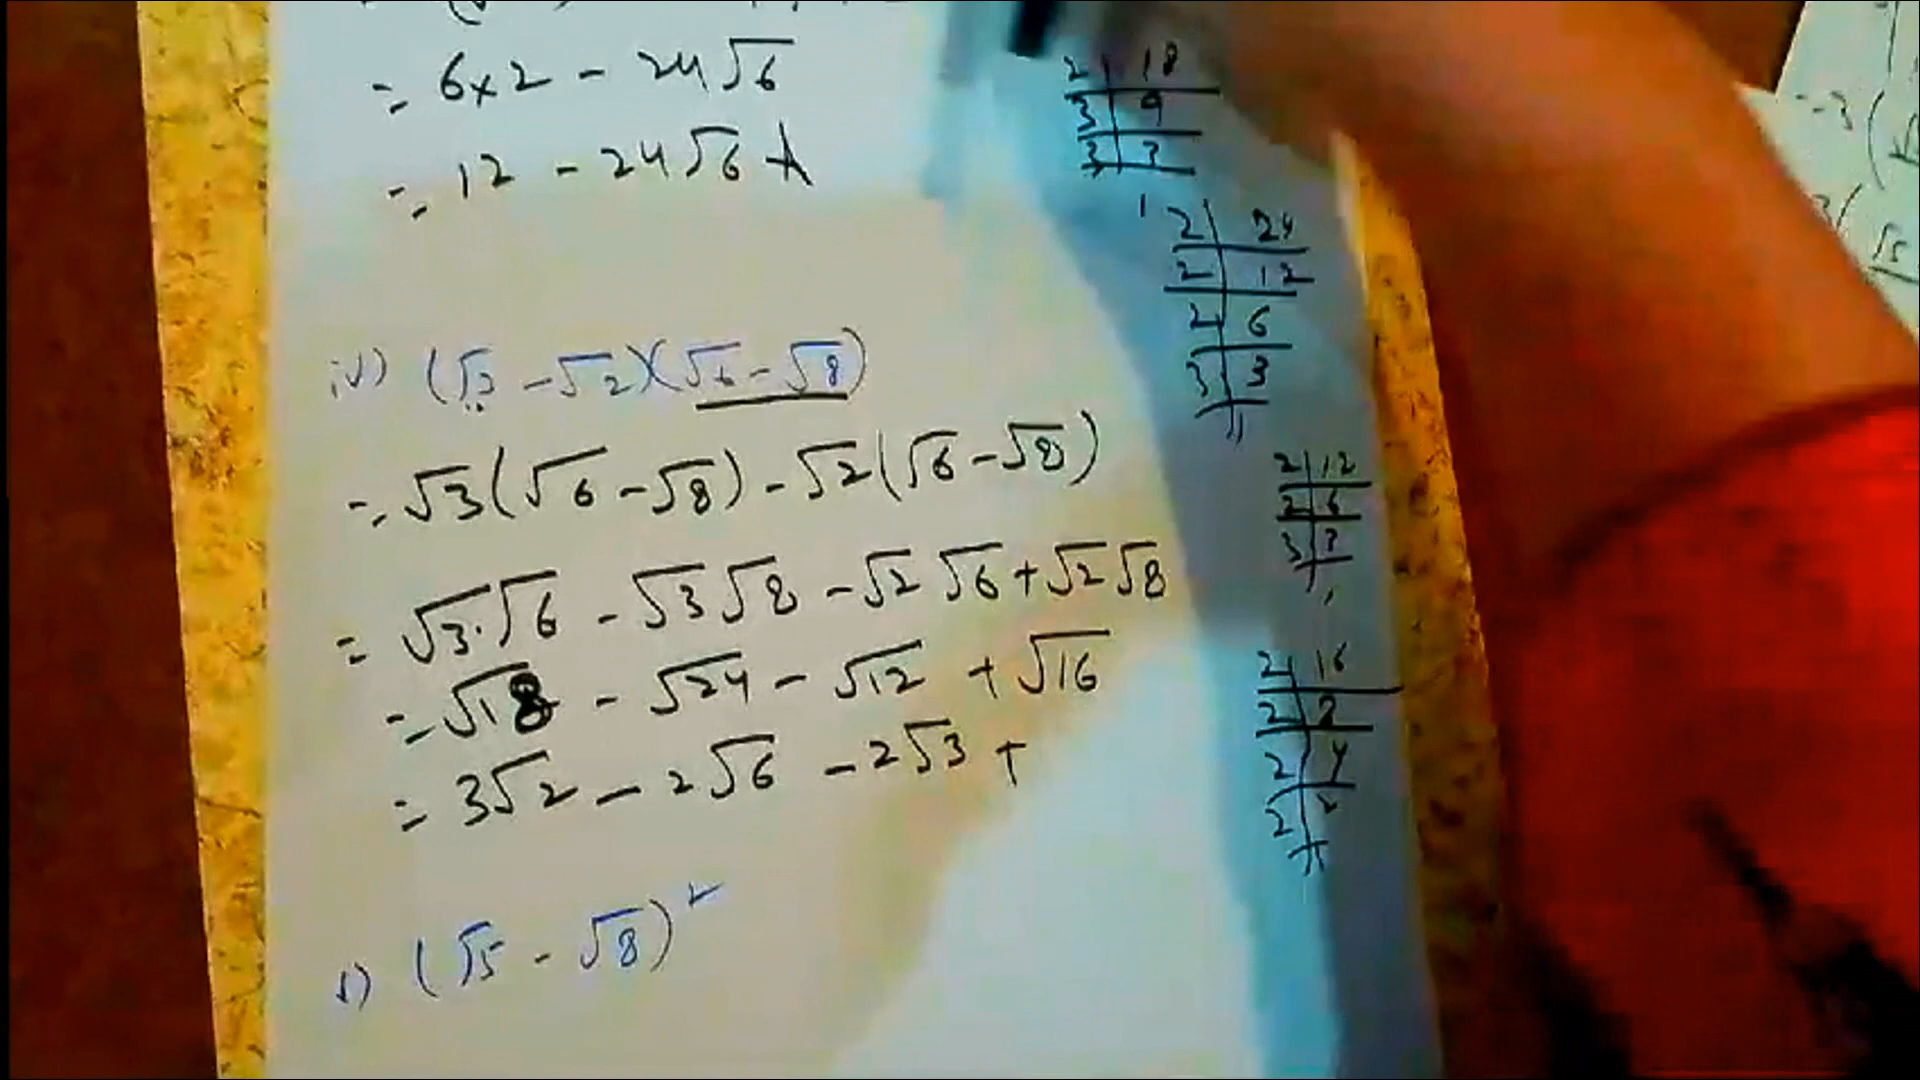 = 6×2 - 24√6
= 12 - 24√6
iv) (√3 - √2)(√6 - √8)
= √3(√6 - √8) - √2(√6 - √8)
= √3·√6 - √3√8 - √2√6 + √2√8
= √18 - √24 - √12 + √16
= 3√2 - 2√6 - 2√3 +
v) (√5 - √8)²
2 | 18
3 | 9
3 | 3
1
2 | 24
2 | 12
2 | 6
3 | 3
2 | 12
2 | 6
3 | 3
2 | 16
2 | 8
2 | 4
2 | 2